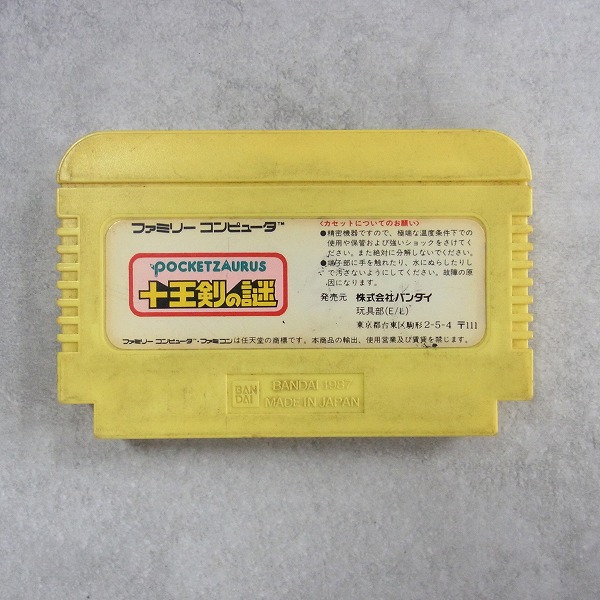 ファミリー コンピュータ™
POCKETZAURUS
十王剣の謎
〈カセットについてのお願い〉
●精密機器ですので、極端な温度条件下での
使用や保管および強いショックをさけてく
ださい。また絶対に分解しないでください。
●端子部に手を触れたり、水にぬらしたりし
て汚さないようにしてください。故障の原
因になります。
発売元 株式会社バンダイ
玩具部(E/L)
東京都台東区駒形2-5-4 〒111
ファミリー コンピュータ™・ファミコンは任天堂の商標です。本商品の輸出、使用営業及び賃貸を禁じます。
BAN
DAI
BANDAI 1987
MADE IN JAPAN